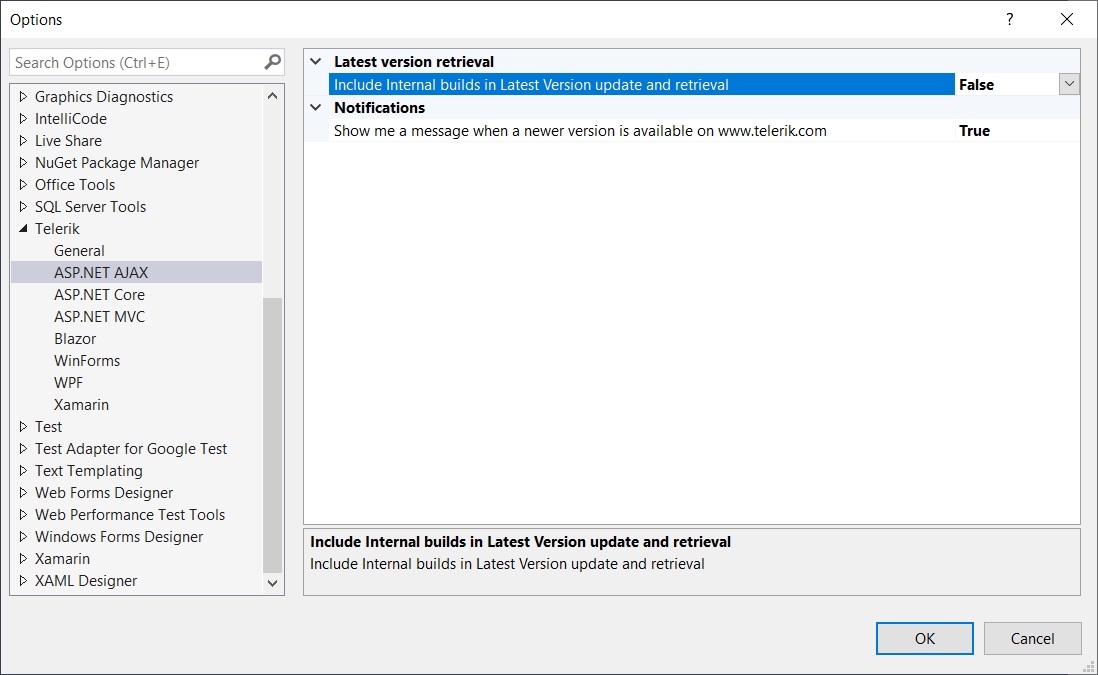 Options
?
Search Options (Ctrl+E)
Graphics Diagnostics
IntelliCode
Live Share
NuGet Package Manager
Office Tools
SQL Server Tools
Telerik
General
ASP.NET AJAX
ASP.NET Core
ASP.NET MVC
Blazor
WinForms
WPF
Xamarin
Test
Test Adapter for Google Test
Text Templating
Web Forms Designer
Web Performance Test Tools
Windows Forms Designer
Xamarin
XAML Designer
Latest version retrieval
Include Internal builds in Latest Version update and retrieval False
Notifications
Show me a message when a newer version is available on www.telerik.com True
Include Internal builds in Latest Version update and retrieval
Include Internal builds in Latest Version update and retrieval
OK Cancel